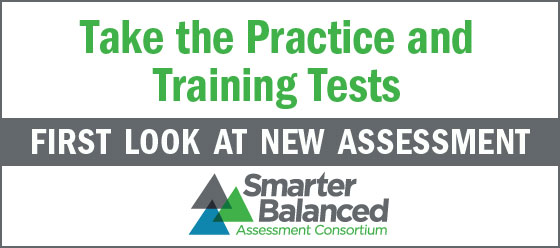 Take the Practice and
Training Tests
FIRST LOOK AT NEW ASSESSMENT
Smarter
Balanced
Assessment Consortium